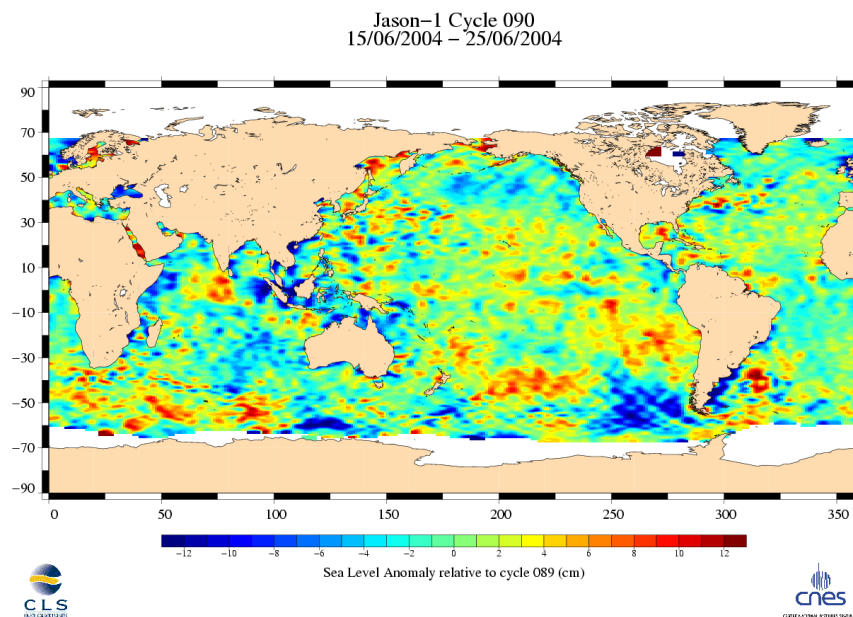 Jason-1 Cycle 090
15/06/2004 - 25/06/2004
90
70
50
30
10
-10
-30
-50
-70
-90
0 50 100 150 200 250 300 350
-12 -10 -8 -6 -4 -2 0 2 4 6 8 10 12
Sea Level Anomaly relative to cycle 089 (cm)
CLS
cnes